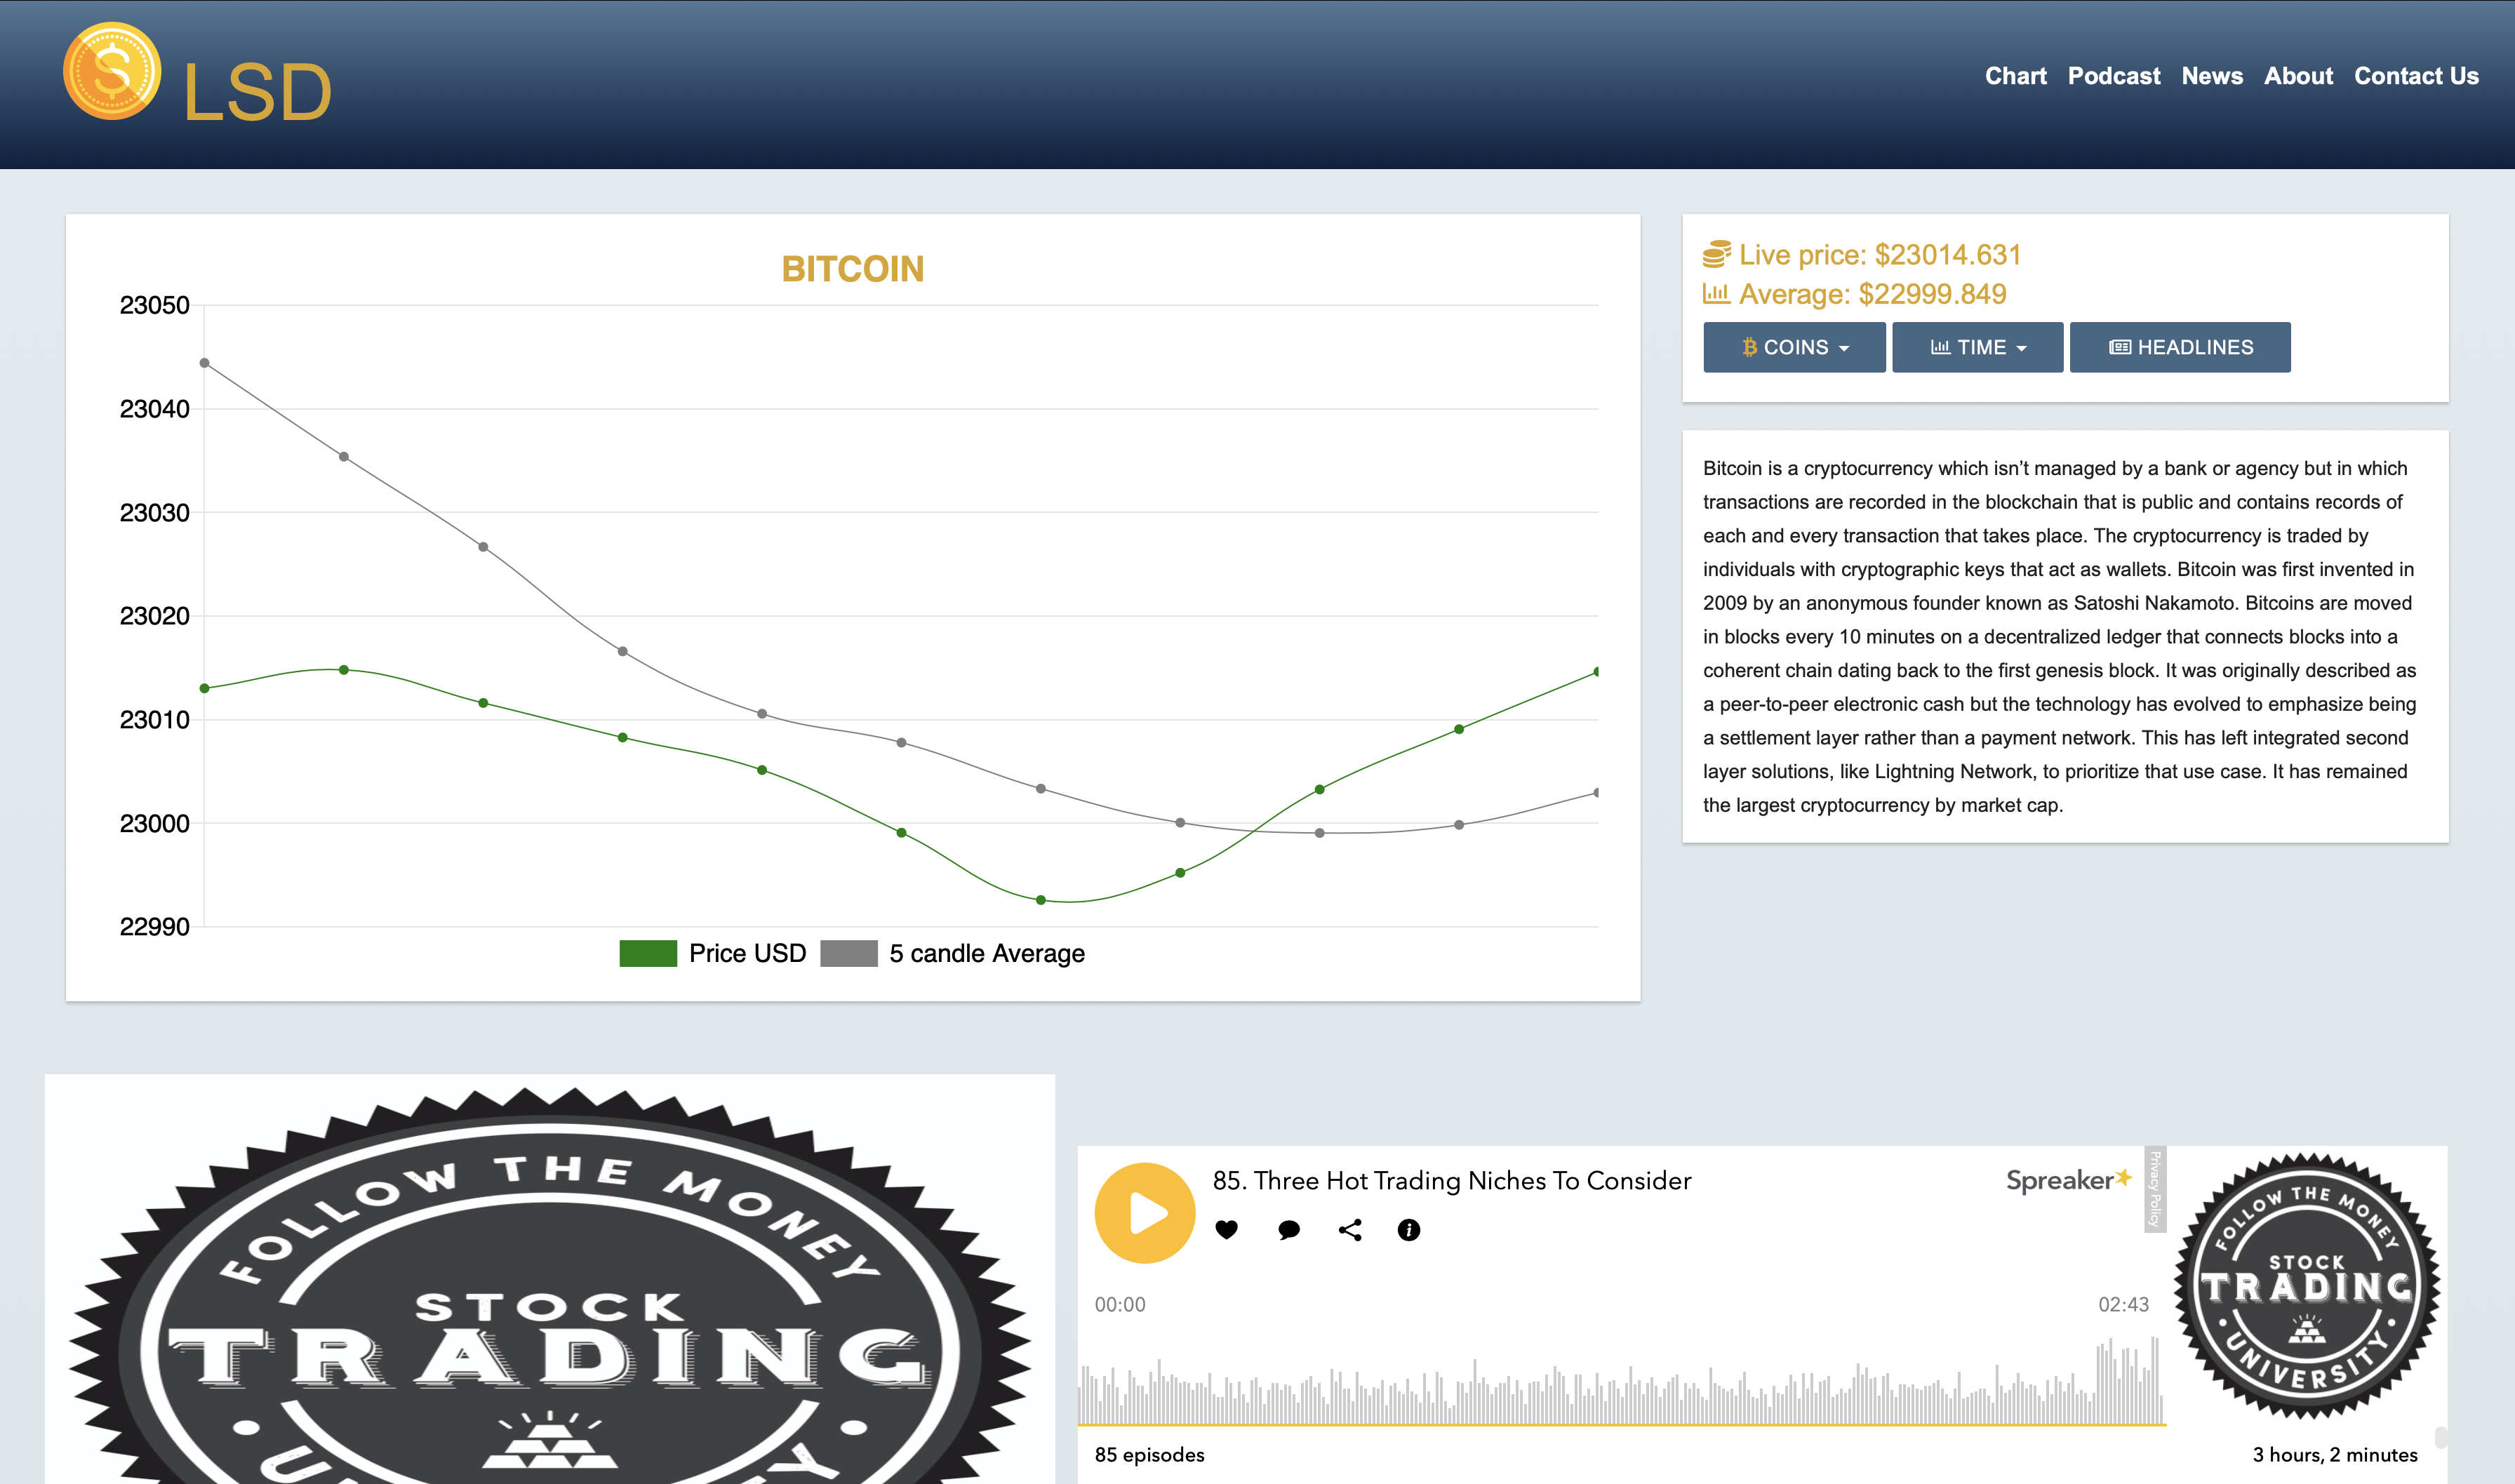 LSD
Chart Podcast News About Contact Us
BITCOIN
23050
23040
23030
23020
23010
23000
22990
Price USD 5 candle Average
Live price: $23014.631
Average: $22999.849
COINS TIME HEADLINES
Bitcoin is a cryptocurrency which isn’t managed by a bank or agency but in which
transactions are recorded in the blockchain that is public and contains records of
each and every transaction that takes place. The cryptocurrency is traded by
individuals with cryptographic keys that act as wallets. Bitcoin was first invented in
2009 by an anonymous founder known as Satoshi Nakamoto. Bitcoins are moved
in blocks every 10 minutes on a decentralized ledger that connects blocks into a
coherent chain dating back to the first genesis block. It was originally described as
a peer-to-peer electronic cash but the technology has evolved to emphasize being
a settlement layer rather than a payment network. This has left integrated second
layer solutions, like Lightning Network, to prioritize that use case. It has remained
the largest cryptocurrency by market cap.
FOLLOW THE MONEY
STOCK
TRADING
85. Three Hot Trading Niches To Consider
Spreaker
Privacy Policy
00:00
02:43
85 episodes
3 hours, 2 minutes
FOLLOW THE MONEY
STOCK
TRADING
UNIVERSITY